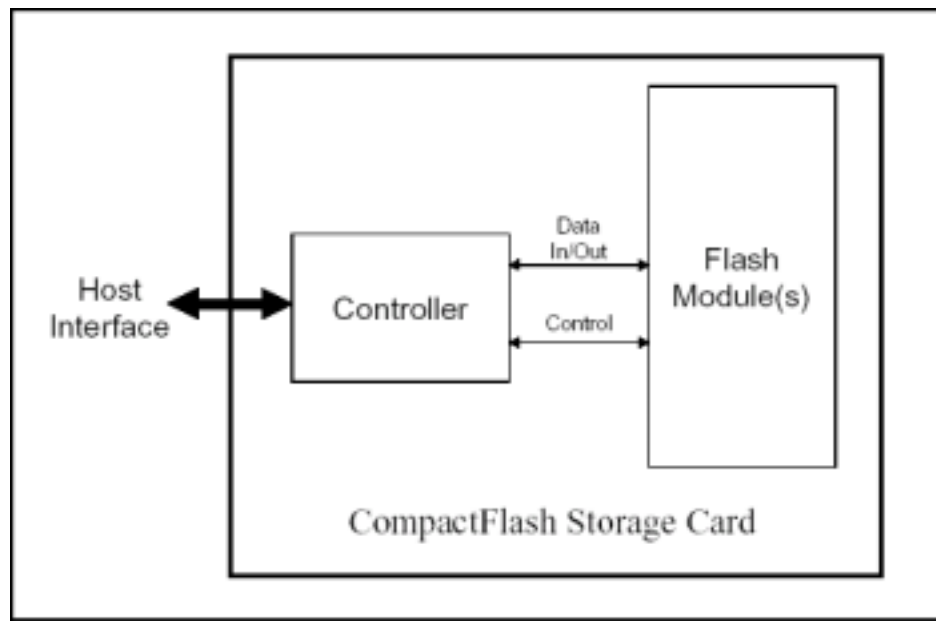 Host
Interface
Controller
Data
In/Out
Control
Flash
Module(s)
CompactFlash Storage Card